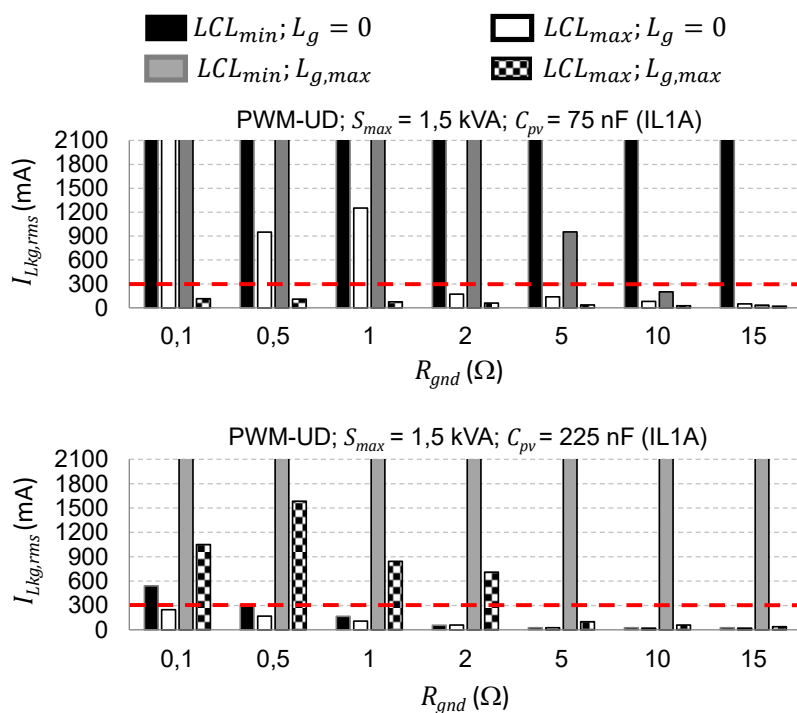 LCL_min; L_g = 0
LCL_max; L_g = 0
LCL_min; L_g,max
LCL_max; L_g,max
PWM-UD; S_max = 1,5 kVA; C_pv = 75 nF (IL1A)
I_Lkg,rms (mA)
2100
1800
1500
1200
900
600
300
0
0,1 0,5 1 2 5 10 15
R_gnd (Ω)
PWM-UD; S_max = 1,5 kVA; C_pv = 225 nF (IL1A)
I_Lkg,rms (mA)
2100
1800
1500
1200
900
600
300
0
0,1 0,5 1 2 5 10 15
R_gnd (Ω)